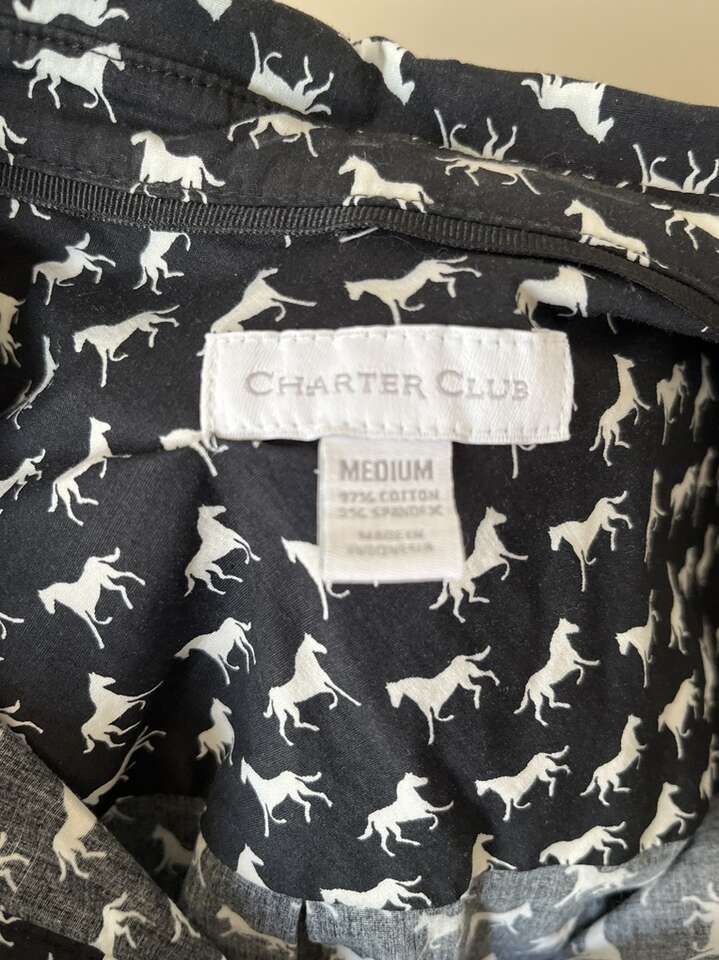 CHARTER CLUB
MEDIUM
97% COTTON
3% SPANDEX
MADE IN
INDONESIA